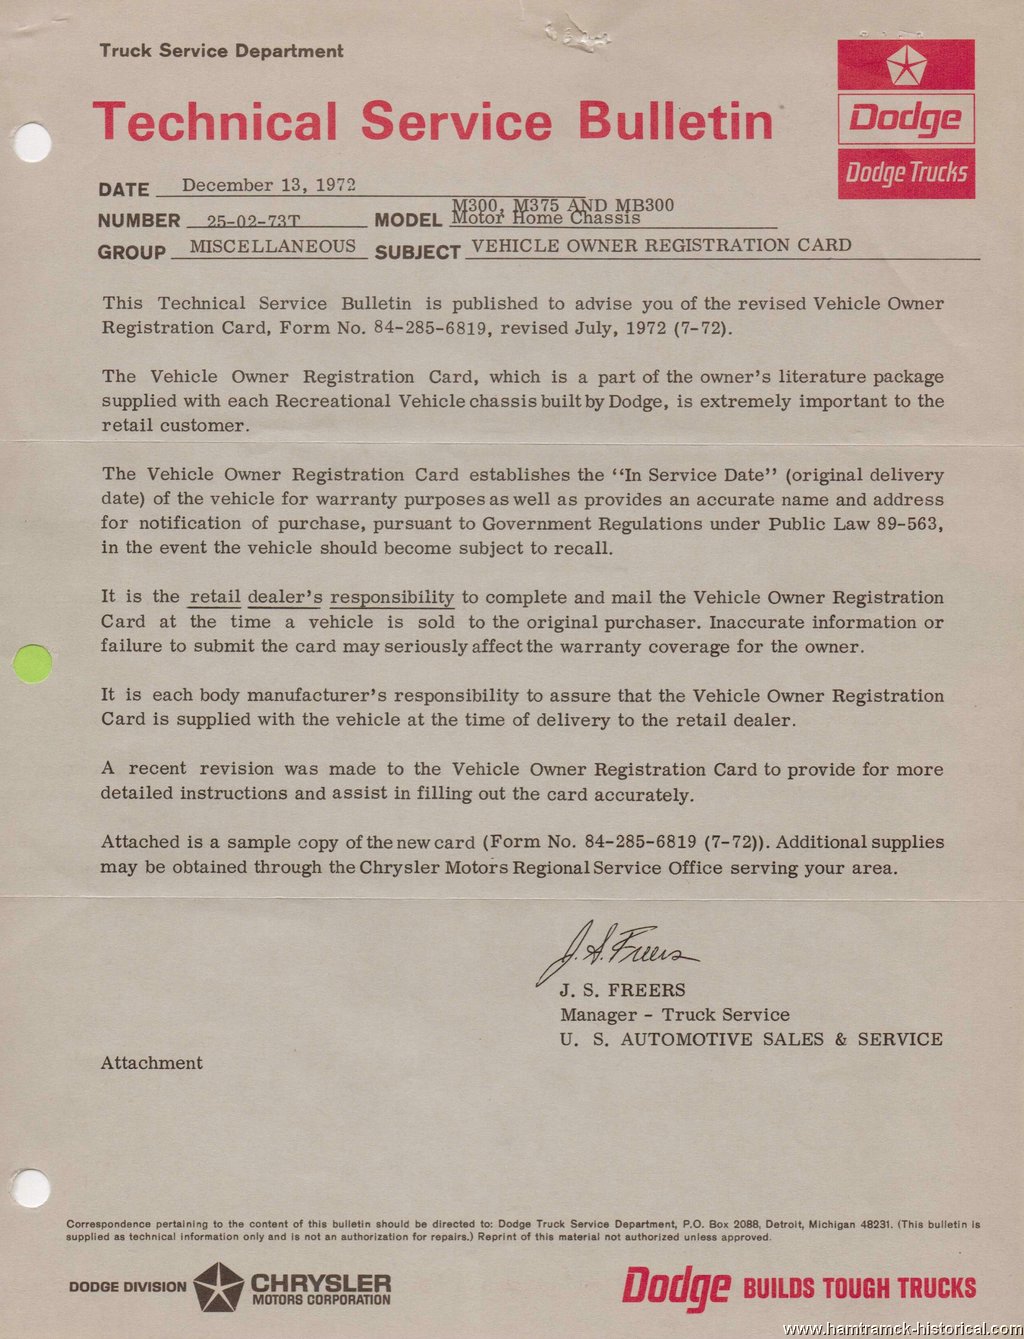 Truck Service Department
Technical Service Bulletin
Dodge
Dodge Trucks
DATE December 13, 1972
NUMBER 25-02-73T MODEL M300, M375 AND MB300
Motor Home Chassis
GROUP MISCELLANEOUS SUBJECT VEHICLE OWNER REGISTRATION CARD
This Technical Service Bulletin is published to advise you of the revised Vehicle Owner
Registration Card, Form No. 84-285-6819, revised July, 1972 (7-72).
The Vehicle Owner Registration Card, which is a part of the owner's literature package
supplied with each Recreational Vehicle chassis built by Dodge, is extremely important to the
retail customer.
The Vehicle Owner Registration Card establishes the "In Service Date" (original delivery
date) of the vehicle for warranty purposes as well as provides an accurate name and address
for notification of purchase, pursuant to Government Regulations under Public Law 89-563,
in the event the vehicle should become subject to recall.
It is the retail dealer's responsibility to complete and mail the Vehicle Owner Registration
Card at the time a vehicle is sold to the original purchaser. Inaccurate information or
failure to submit the card may seriously affect the warranty coverage for the owner.
It is each body manufacturer's responsibility to assure that the Vehicle Owner Registration
Card is supplied with the vehicle at the time of delivery to the retail dealer.
A recent revision was made to the Vehicle Owner Registration Card to provide for more
detailed instructions and assist in filling out the card accurately.
Attached is a sample copy of the new card (Form No. 84-285-6819 (7-72)). Additional supplies
may be obtained through the Chrysler Motors Regional Service Office serving your area.
J. S. Freers
J. S. FREERS
Manager - Truck Service
U. S. AUTOMOTIVE SALES & SERVICE
Attachment
Correspondence pertaining to the content of this bulletin should be directed to: Dodge Truck Service Department, P.O. Box 2088, Detroit, Michigan 48231. (This bulletin is
supplied as technical information only and is not an authorization for repairs.) Reprint of this material not authorized unless approved.
DODGE DIVISION CHRYSLER
MOTORS CORPORATION
Dodge BUILDS TOUGH TRUCKS
www.hamtramck-historical.com